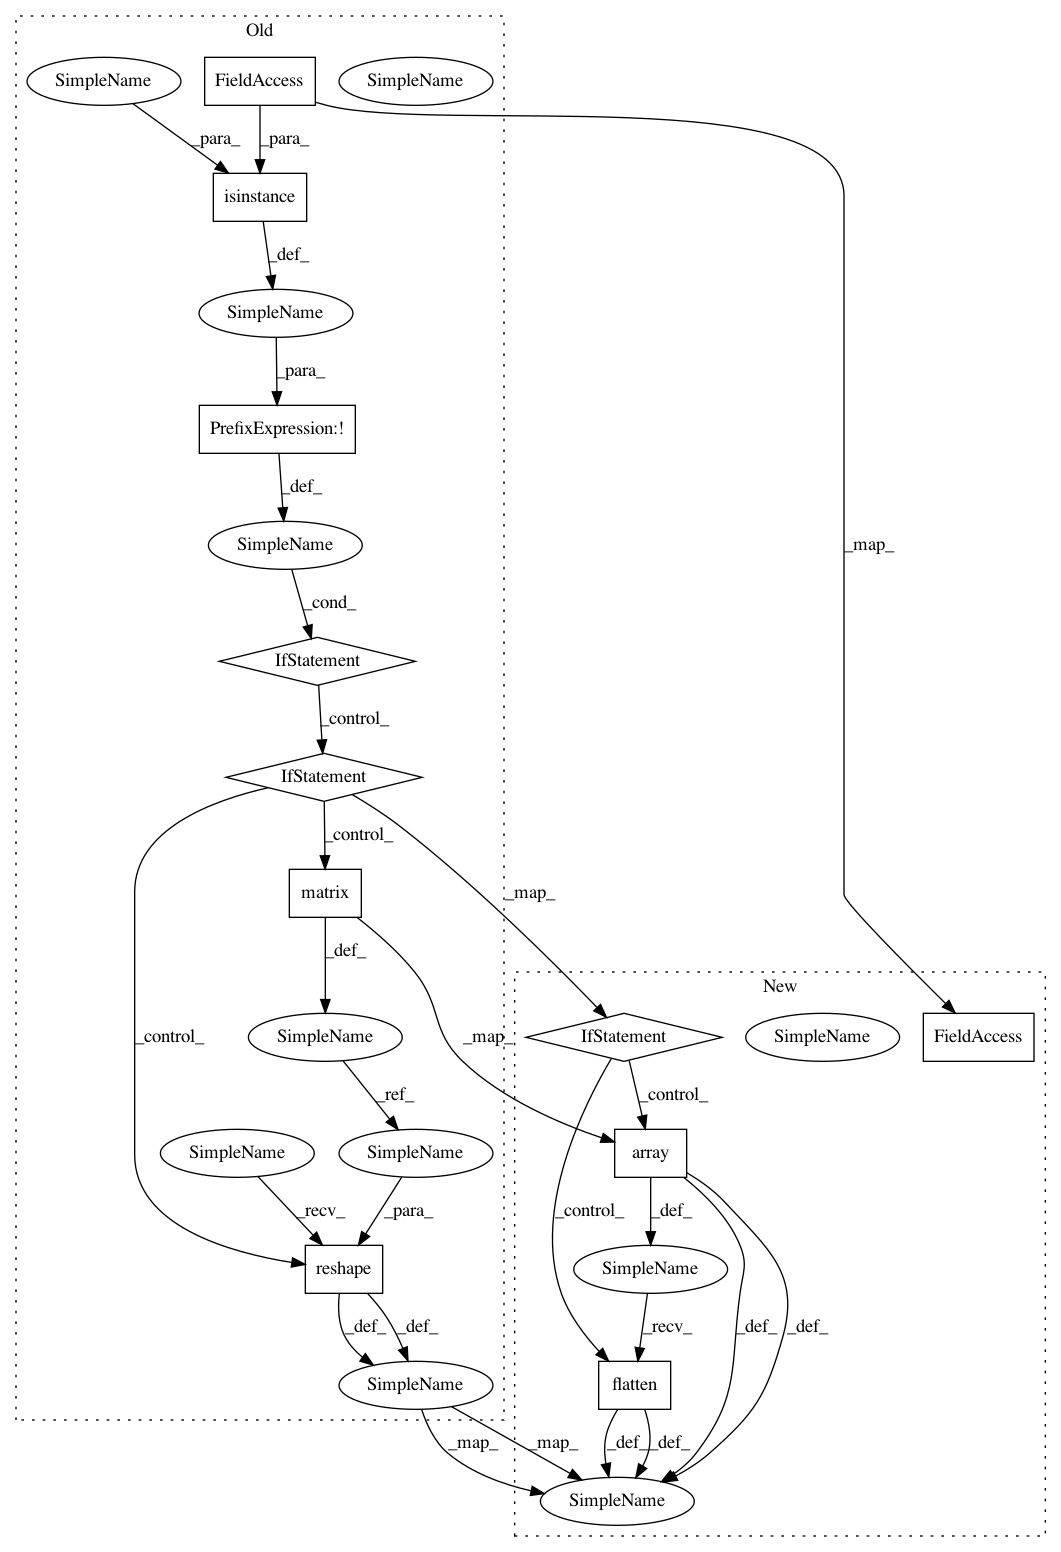 Old
SimpleName
FieldAccess
SimpleName
_para_
_para_
isinstance
_def_
SimpleName
_para_
PrefixExpression:!
_def_
SimpleName
_map_
_cond_
IfStatement
_control_
IfStatement
_control_
matrix
_map_
_def_
New
_control_
SimpleName
_map_
IfStatement
SimpleName
FieldAccess
_ref_
_control_
SimpleName
SimpleName
array
_recv_
_para_
_control_
_def_
reshape
SimpleName
_def_
_def_
_recv_
_def_
_def_
SimpleName
flatten
_map_
_map_
_def_
_def_
SimpleName